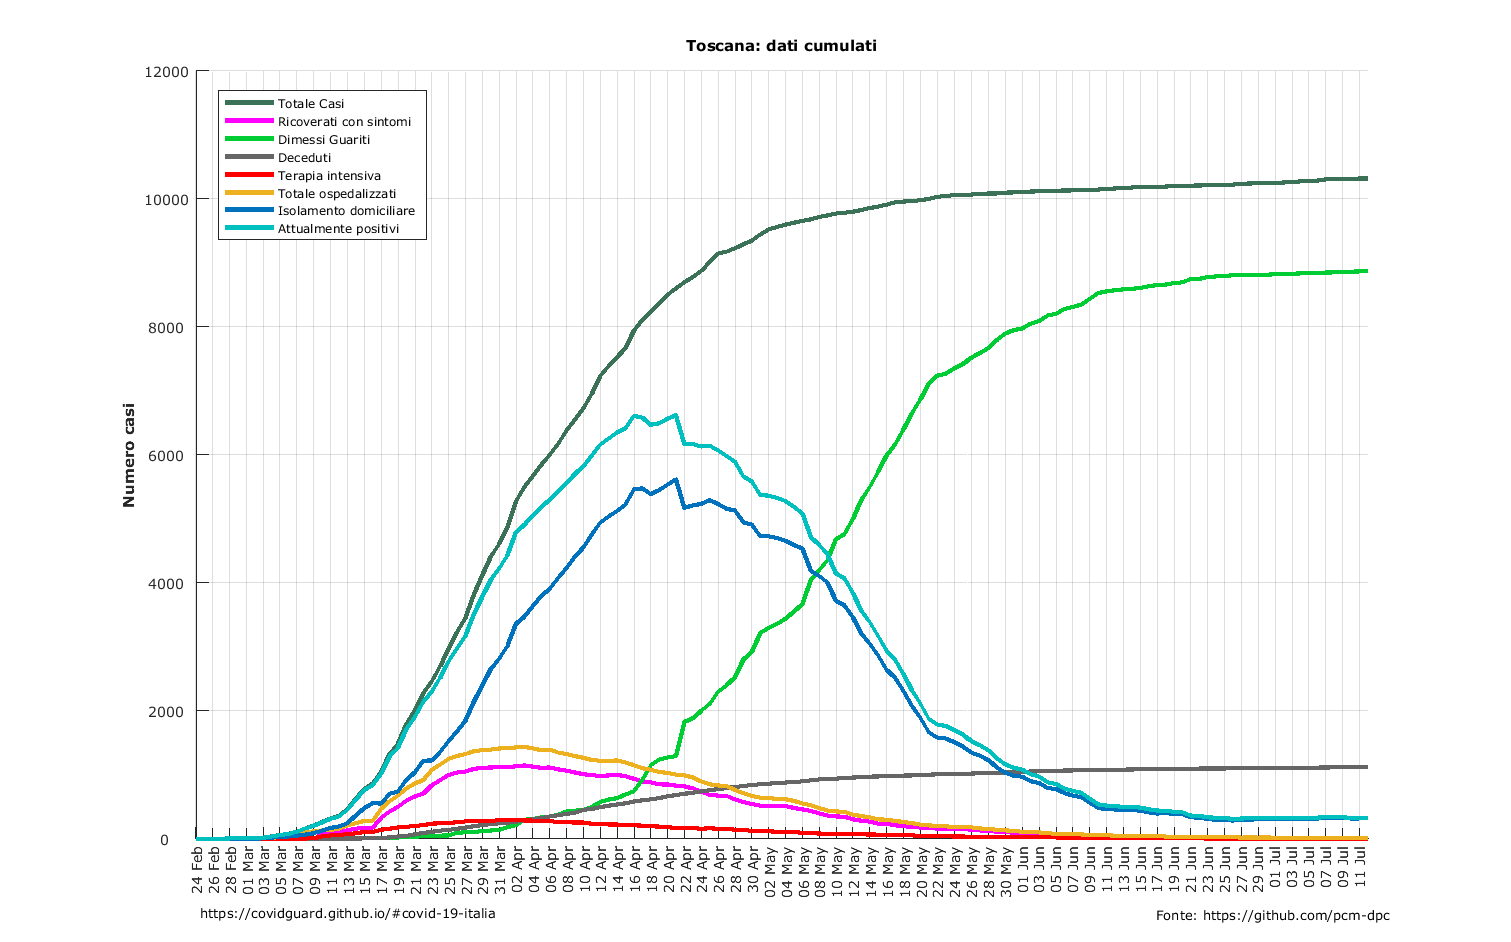 Toscana: dati cumulati
Numero casi
12000
10000
8000
6000
4000
2000
0
Totale Casi
Ricoverati con sintomi
Dimessi Guariti
Deceduti
Terapia intensiva
Totale ospedalizzati
Isolamento domiciliare
Attualmente positivi
24 Feb
26 Feb
28 Feb
01 Mar
03 Mar
05 Mar
07 Mar
09 Mar
11 Mar
13 Mar
15 Mar
17 Mar
19 Mar
21 Mar
23 Mar
25 Mar
27 Mar
29 Mar
31 Mar
02 Apr
04 Apr
06 Apr
08 Apr
10 Apr
12 Apr
14 Apr
16 Apr
18 Apr
20 Apr
22 Apr
24 Apr
26 Apr
28 Apr
30 Apr
02 May
04 May
06 May
08 May
10 May
12 May
14 May
16 May
18 May
20 May
22 May
24 May
26 May
28 May
30 May
01 Jun
03 Jun
05 Jun
07 Jun
09 Jun
11 Jun
13 Jun
15 Jun
17 Jun
19 Jun
21 Jun
23 Jun
25 Jun
27 Jun
29 Jun
01 Jul
03 Jul
05 Jul
07 Jul
09 Jul
11 Jul
https://covidguard.github.io/#covid-19-italia
Fonte: https://github.com/pcm-dpc